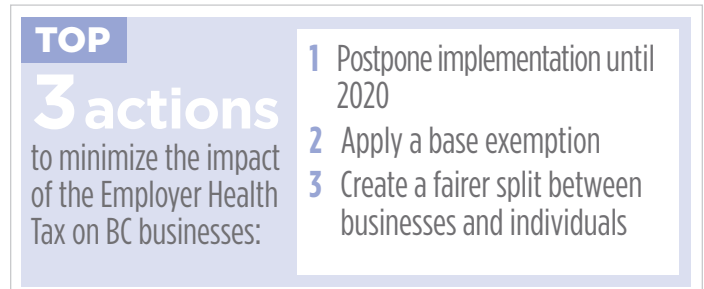 TOP
3 actions
to minimize the impact
of the Employer Health
Tax on BC businesses:
1 Postpone implementation until
2020
2 Apply a base exemption
3 Create a fairer split between
businesses and individuals